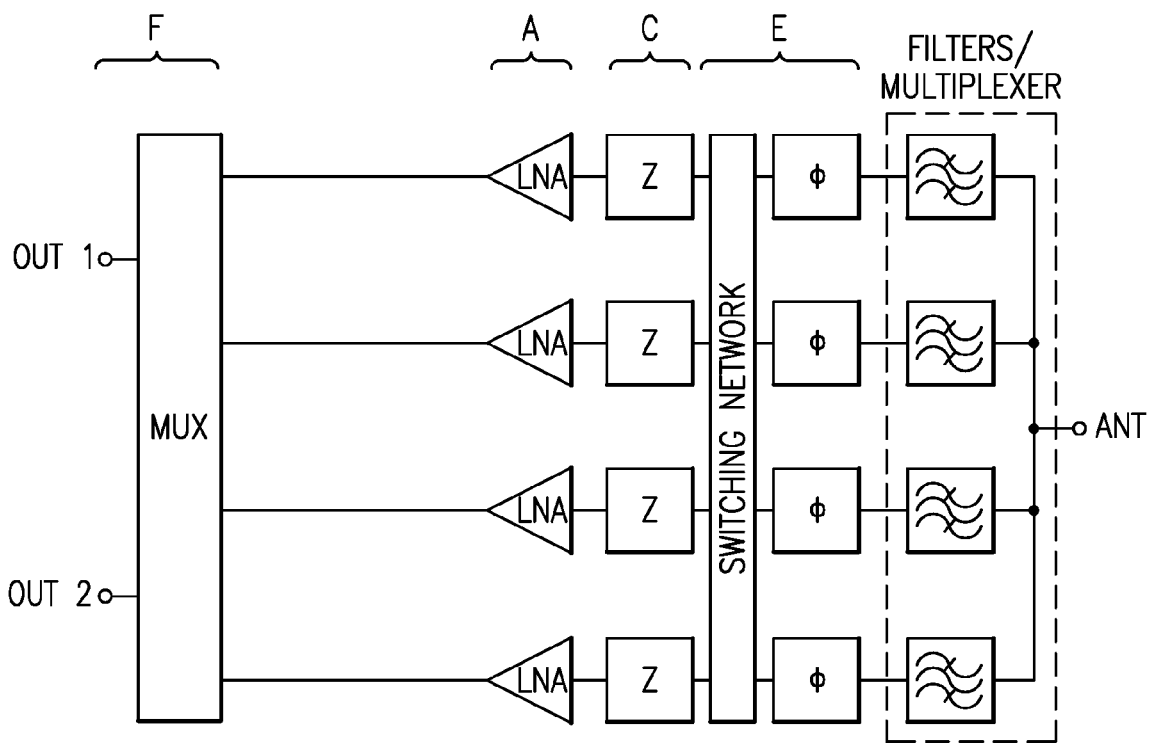 F A C E
FILTERS/
MULTIPLEXER
LNA Z Φ
OUT 1
LNA Z Φ
MUX
SWITCHING NETWORK
ANT
LNA Z Φ
OUT 2
LNA Z Φ